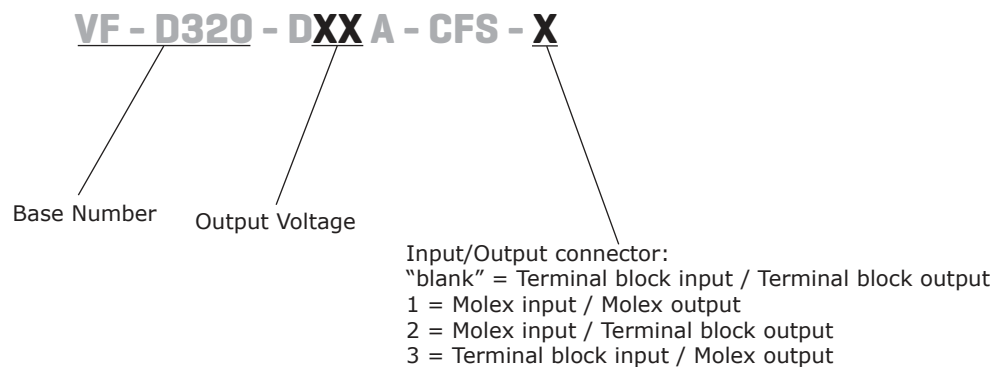 VF - D320 - DXX A - CFS - X
Base Number
Output Voltage
Input/Output connector:
“blank” = Terminal block input / Terminal block output
1 = Molex input / Molex output
2 = Molex input / Terminal block output
3 = Terminal block input / Molex output